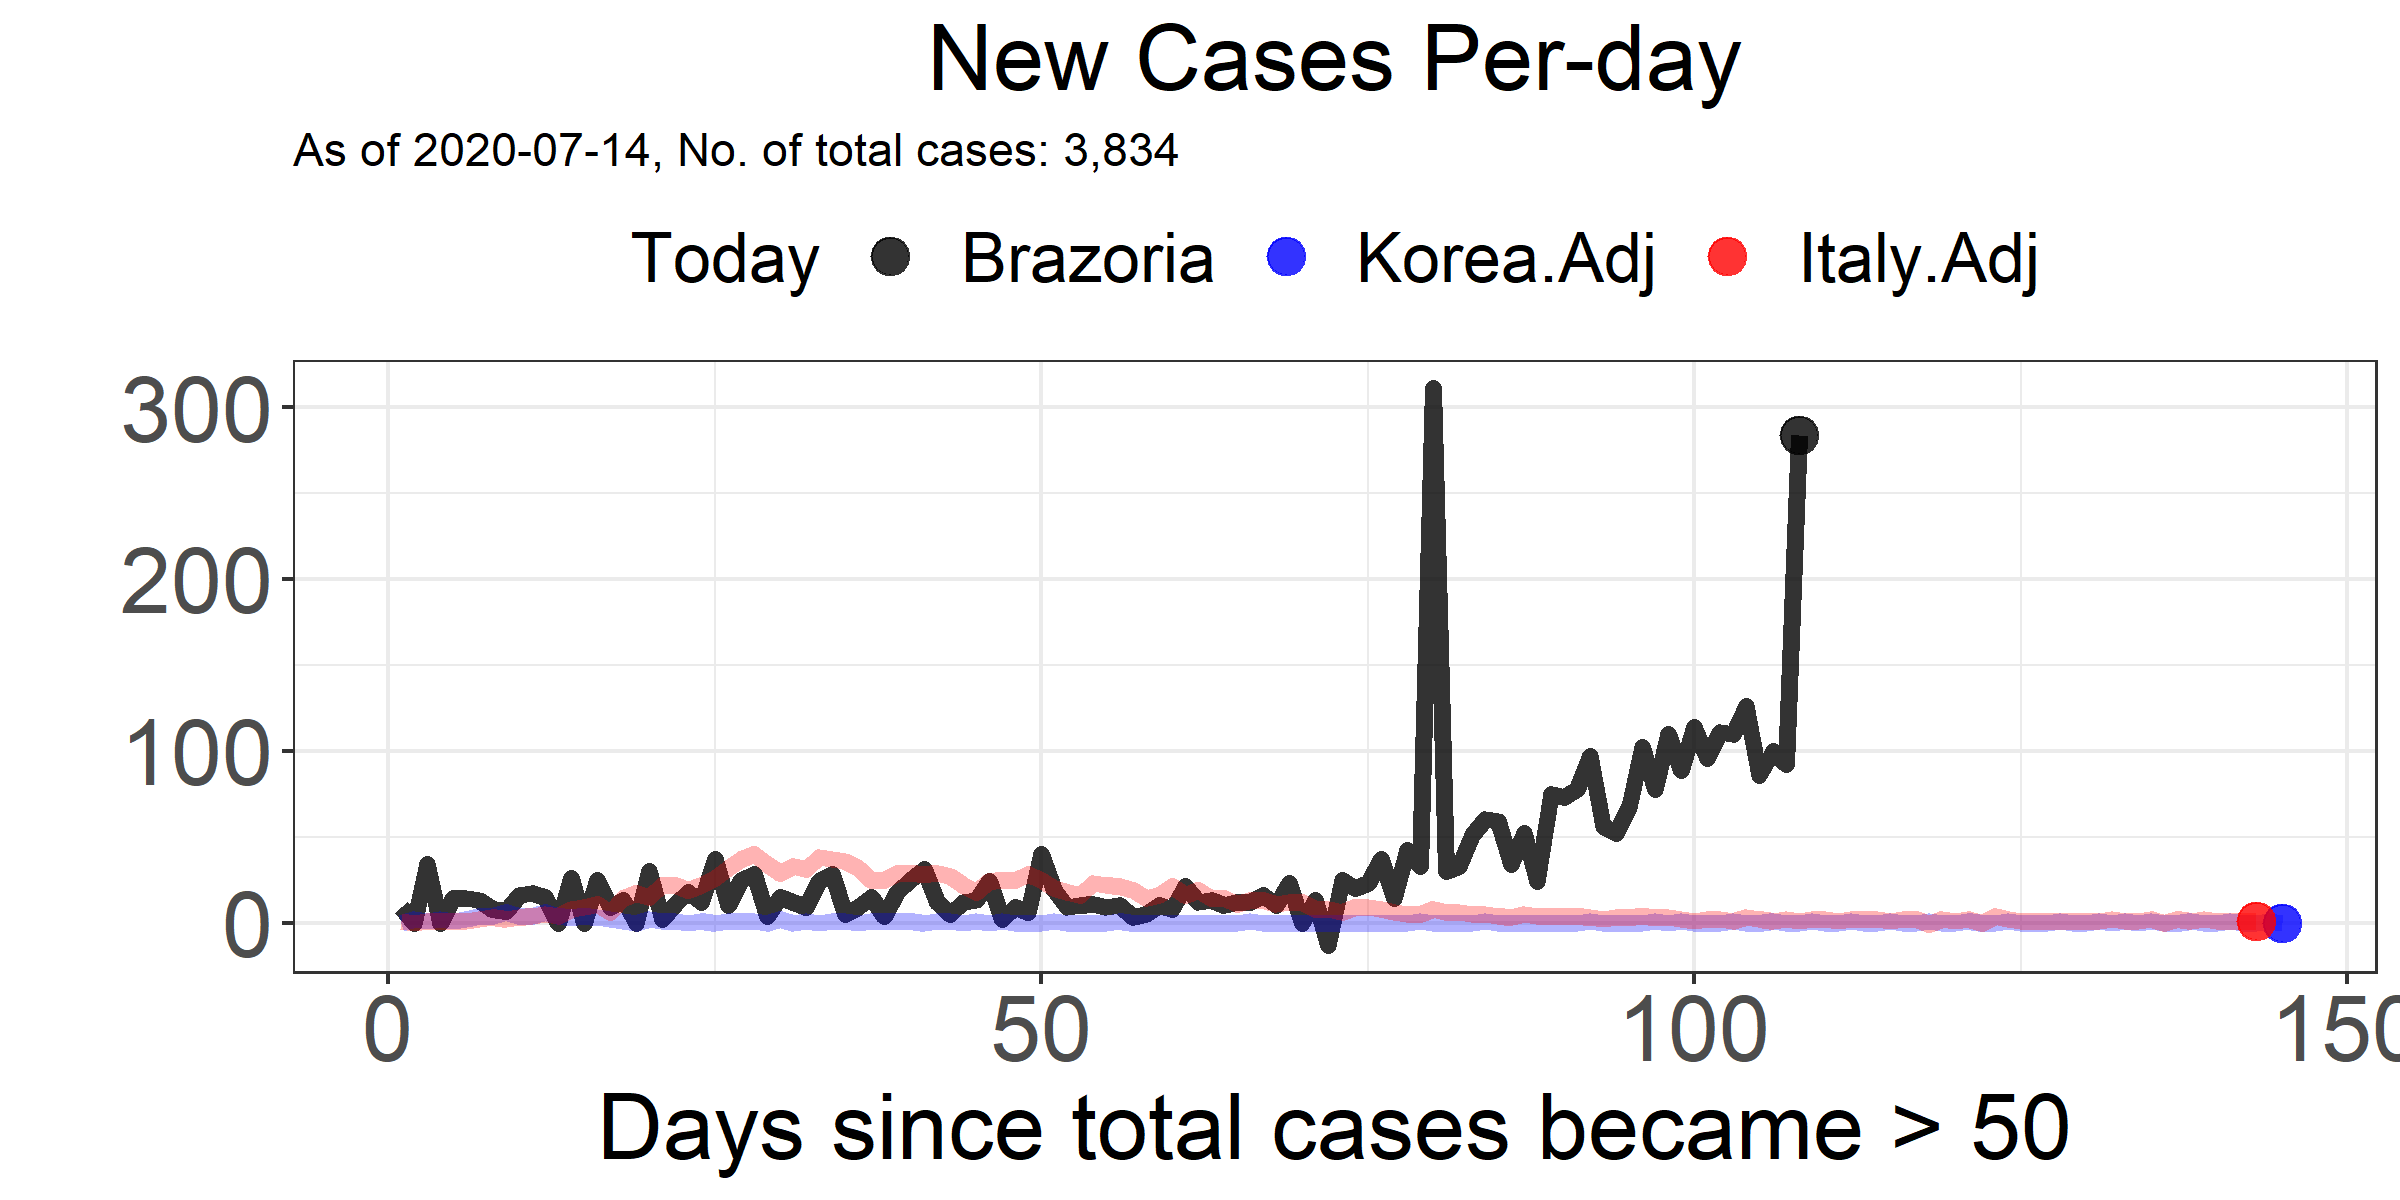 New Cases Per-day
As of 2020-07-14, No. of total cases: 3,834
Today Brazoria Korea.Adj Italy.Adj
300
200
100
0
0 50 100 150
Days since total cases became > 50